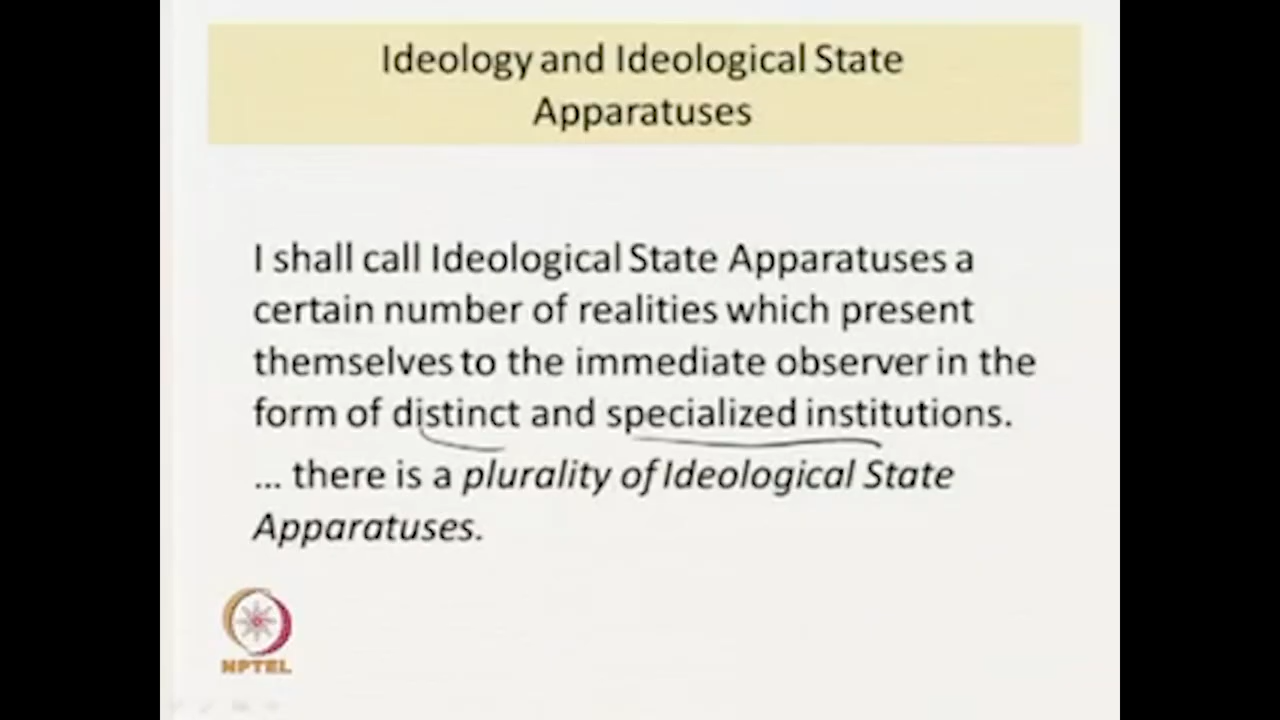 Ideology and Ideological State
Apparatuses
I shall call Ideological State Apparatuses a
certain number of realities which present
themselves to the immediate observer in the
form of distinct and specialized institutions.
... there is a plurality of Ideological State
Apparatuses.
NPTEL